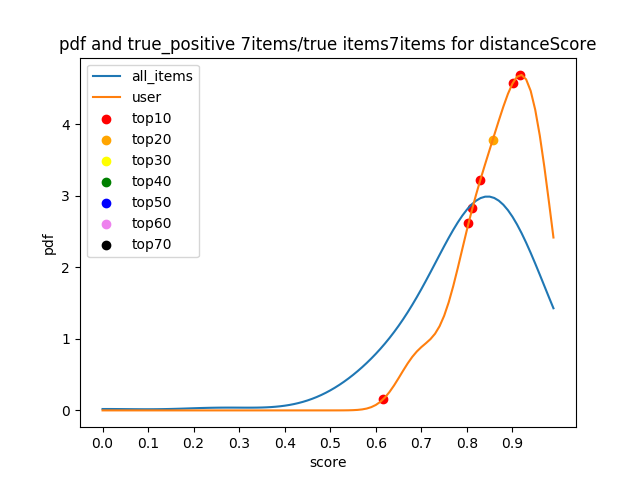 pdf and true_positive 7items/true items7items for distanceScore
all_items
user
top10
top20
top30
top40
top50
top60
top70
pdf
4
3
2
1
0
0.0 0.1 0.2 0.3 0.4 0.5 0.6 0.7 0.8 0.9
score